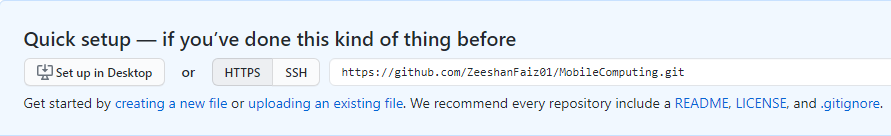 Quick setup — if you’ve done this kind of thing before
Set up in Desktop or HTTPS SSH https://github.com/ZeeshanFaiz01/MobileComputing.git
Get started by creating a new file or uploading an existing file. We recommend every repository include a README, LICENSE, and .gitignore.